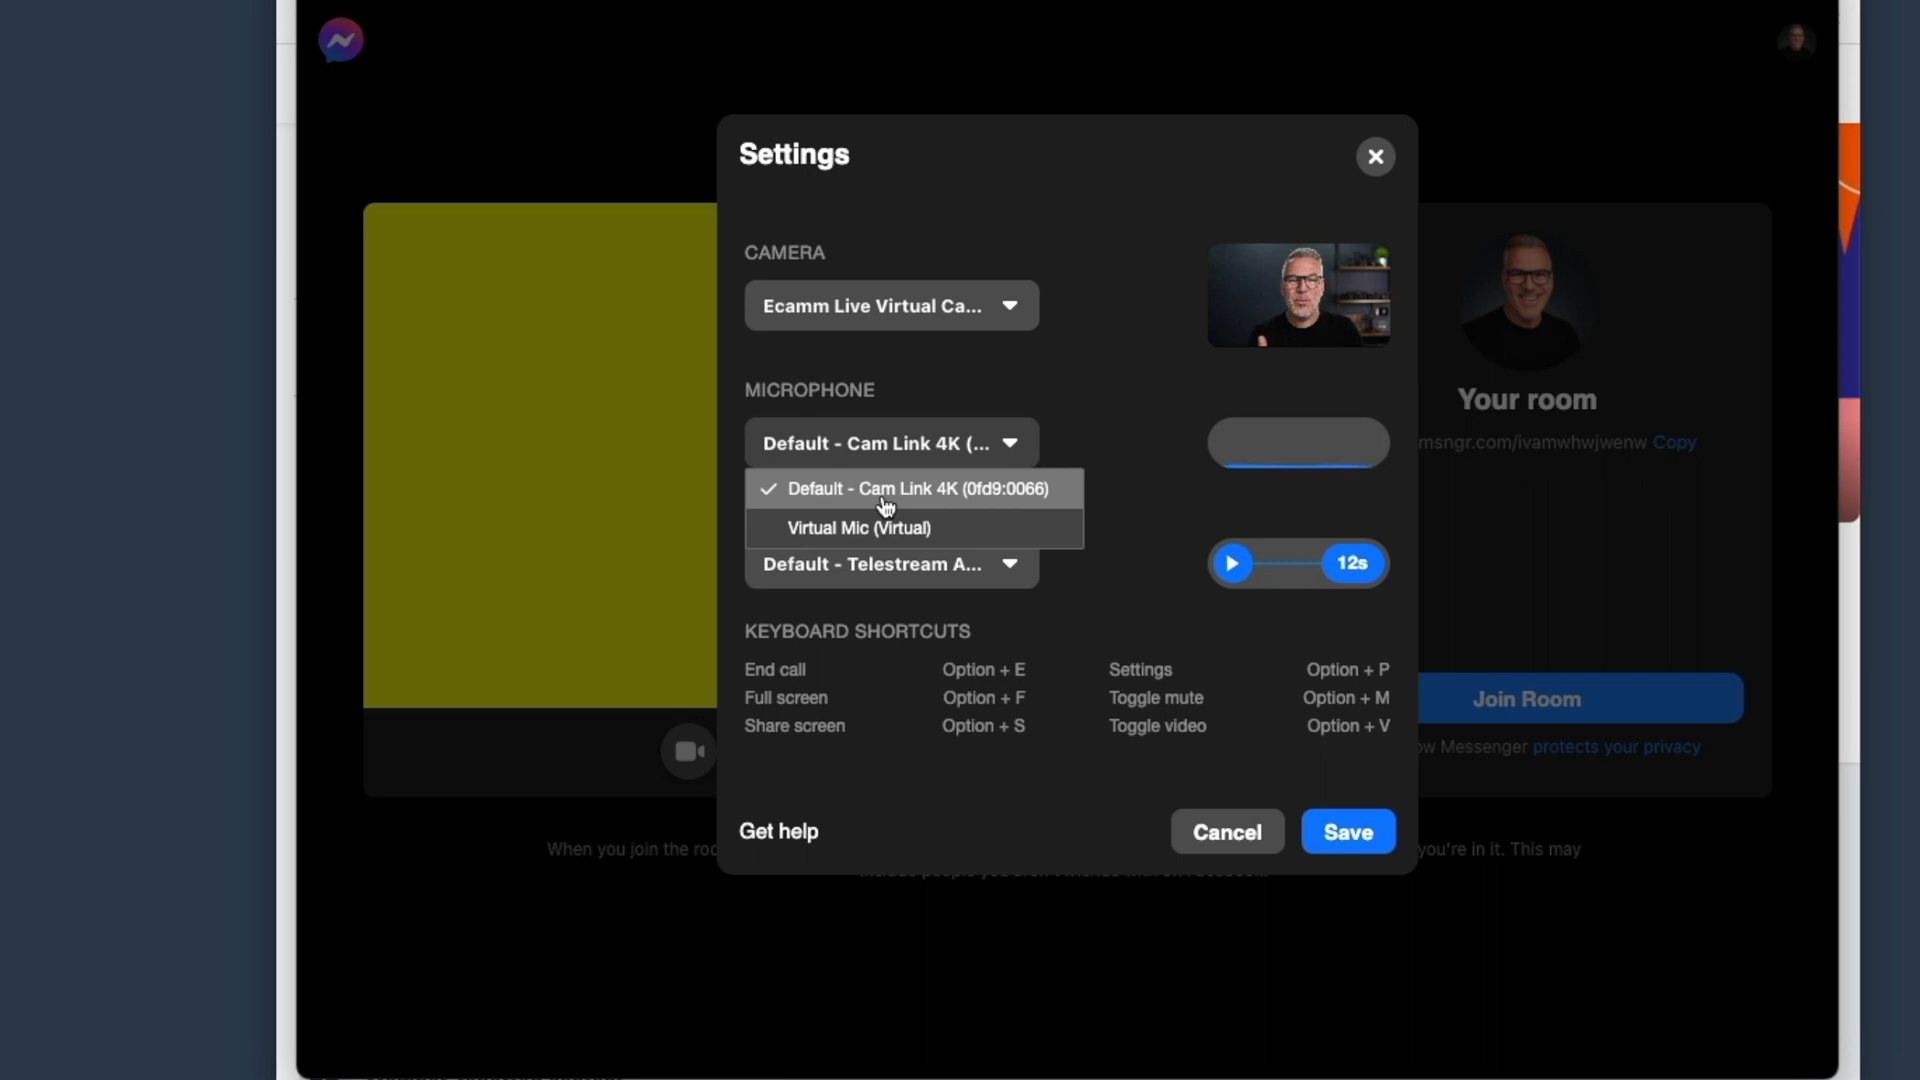 Settings
CAMERA
Ecamm Live Virtual Ca...
MICROPHONE
Default - Cam Link 4K (...
Default - Cam Link 4K (0fd9:0066)
Virtual Mic (Virtual)
Default - Telestream A...
12s
KEYBOARD SHORTCUTS
End call Option + E Settings Option + P
Full screen Option + F Toggle mute Option + M
Share screen Option + S Toggle video Option + V
Get help
Cancel
Save
Your room
msngr.com/ivamwhwjwenw Copy
Join Room
Messenger protects your privacy
When you join the
you're in it. This may